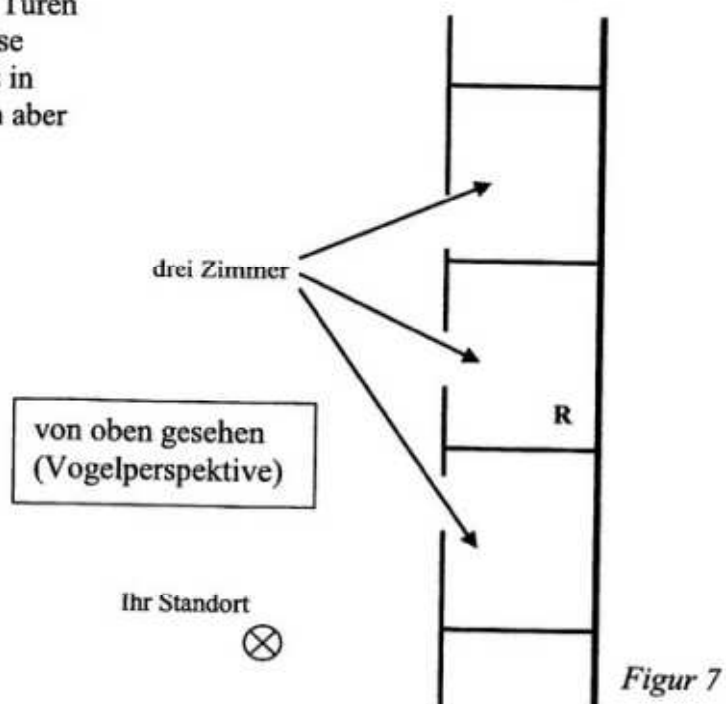 Türen
se
in
aber
drei Zimmer
R
von oben gesehen
(Vogelperspektive)
Ihr Standort
Figur 7